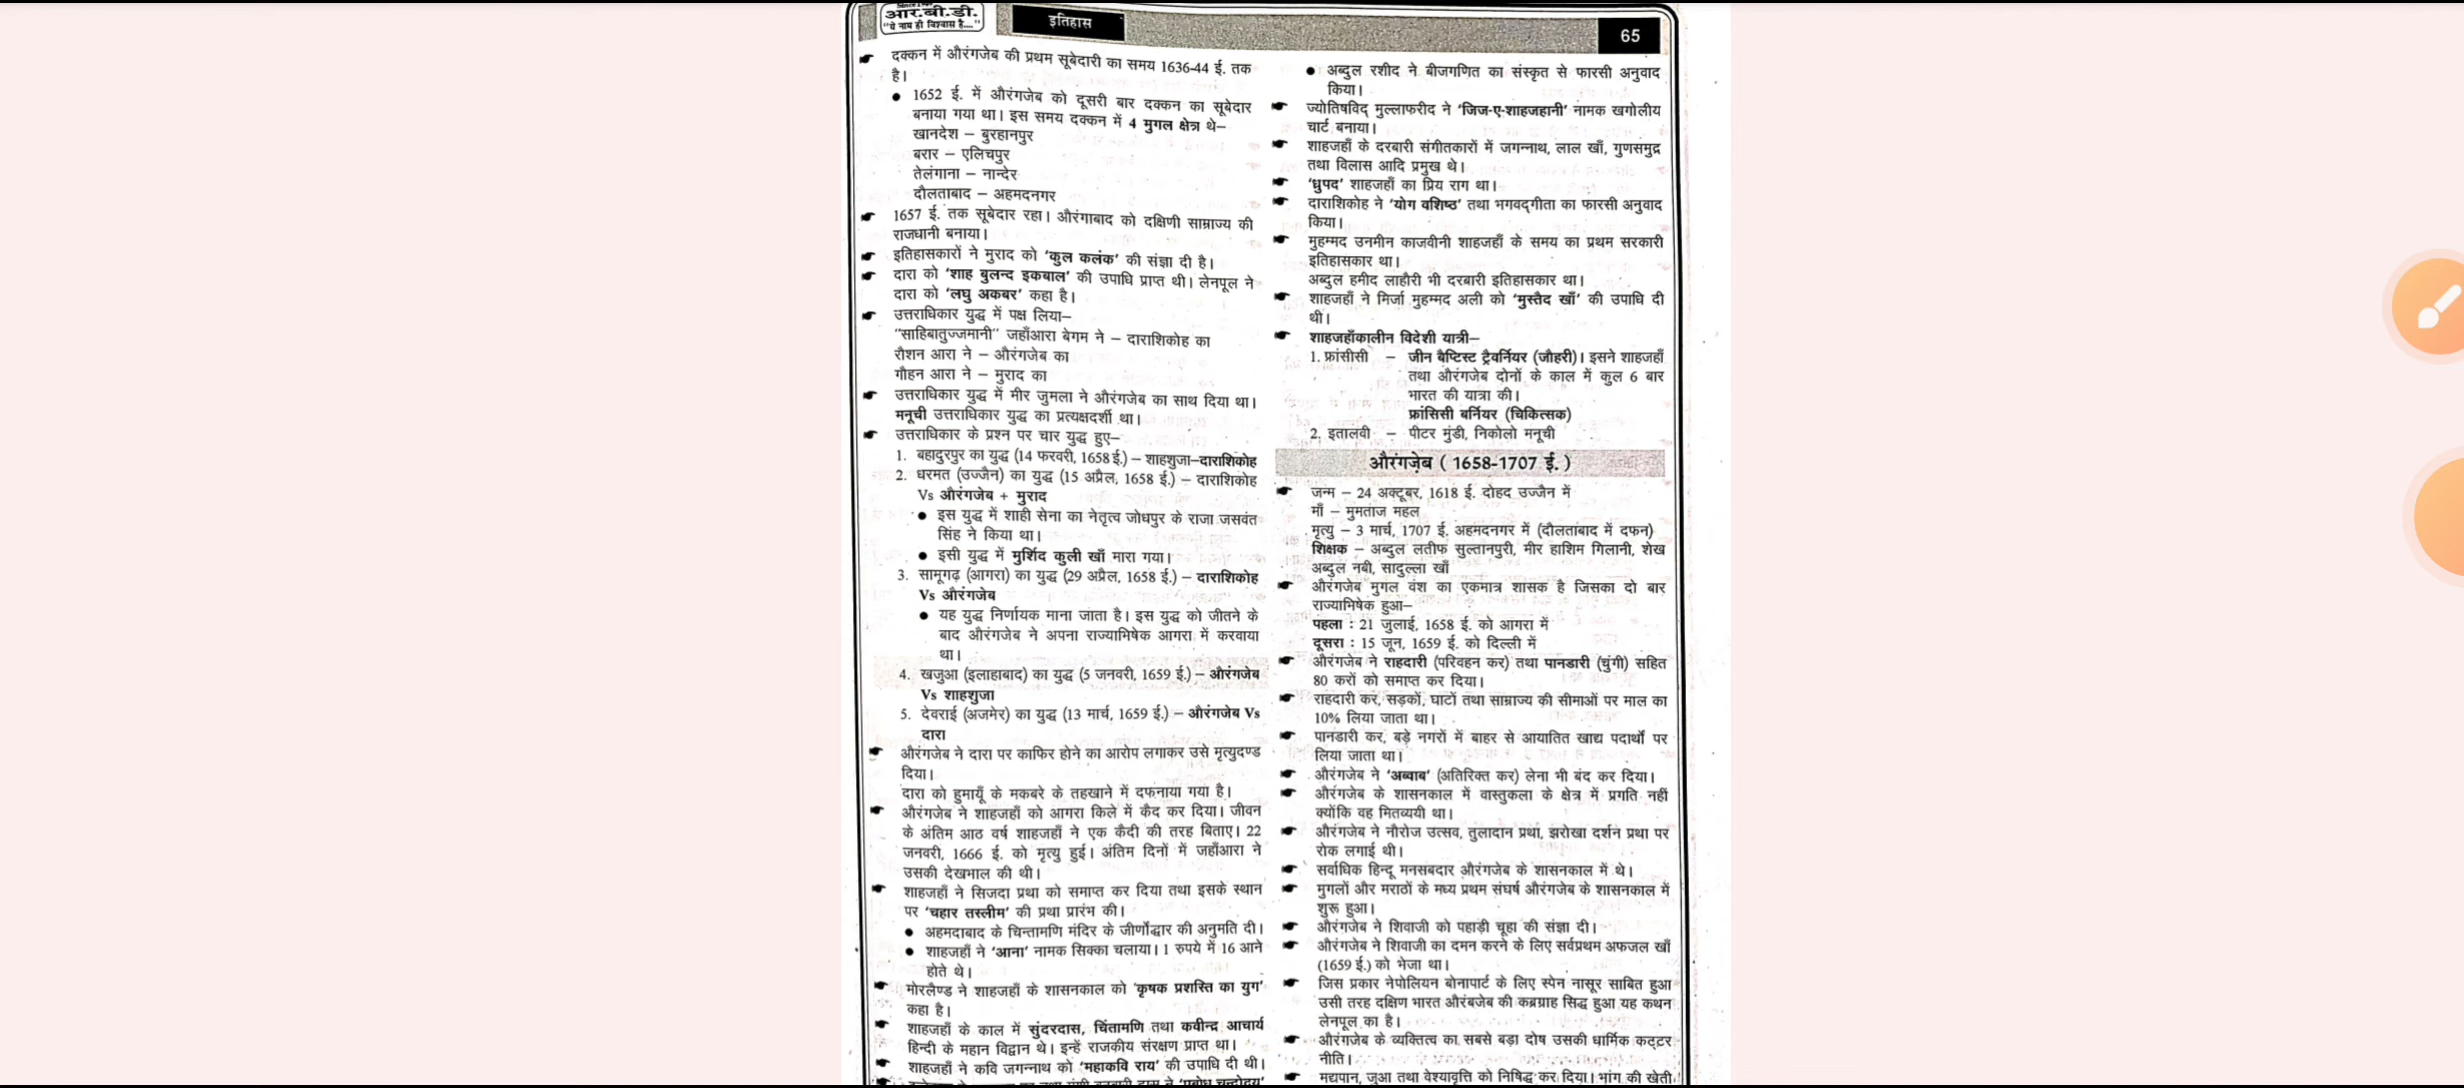 आर.बी.डी.
"ये नाम ही विश्वास है...."
इतिहास
65
दक्कन में औरंगजेब की प्रथम सूबेदारी का समय 1636-44 ई. तक
है।
● 1652 ई. में औरंगजेब को दूसरी बार दक्कन का सूबेदार
बनाया गया था। इस समय दक्कन में 4 मुगल क्षेत्र थे–
खानदेश – बुरहानपुर
बरार – एलिचपुर
तेलंगाना – नान्देर
दौलताबाद – अहमदनगर
1657 ई. तक सूबेदार रहा। औरंगाबाद को दक्षिणी साम्राज्य की
राजधानी बनाया।
इतिहासकारों ने मुराद को 'कुल कलंक' की संज्ञा दी है।
दारा को 'शाह बुलन्द इकबाल' की उपाधि प्राप्त थी। लेनपूल ने
दारा को 'लघु अकबर' कहा है।
उत्तराधिकार युद्ध में पक्ष लिया–
"साहिबातुज्जमानी" जहाँआरा बेगम ने – दाराशिकोह का
रौशन आरा ने – औरंगजेब का
गौहन आरा ने – मुराद का
उत्तराधिकार युद्ध में मीर जुमला ने औरंगजेब का साथ दिया था।
मनूची उत्तराधिकार युद्ध का प्रत्यक्षदर्शी था।
उत्तराधिकार के प्रश्न पर चार युद्ध हुए–
1. बहादुरपुर का युद्ध (14 फरवरी, 1658 ई.) – शाहशुजा–दाराशिकोह
2. धरमत (उज्जैन) का युद्ध (15 अप्रैल, 1658 ई.) – दाराशिकोह
Vs औरंगजेब + मुराद
● इस युद्ध में शाही सेना का नेतृत्व जोधपुर के राजा जसवंत
सिंह ने किया था।
● इसी युद्ध में मुर्शिद कुली खाँ मारा गया।
3. सामूगढ़ (आगरा) का युद्ध (29 अप्रैल, 1658 ई.) – दाराशिकोह
Vs औरंगजेब
● यह युद्ध निर्णायक माना जाता है। इस युद्ध को जीतने के
बाद औरंगजेब ने अपना राज्याभिषेक आगरा में करवाया
था।
4. खजुआ (इलाहाबाद) का युद्ध (5 जनवरी, 1659 ई.) – औरंगजेब
Vs शाहशुजा
5. देवराई (अजमेर) का युद्ध (13 मार्च, 1659 ई.) – औरंगजेब Vs
दारा
औरंगजेब ने दारा पर काफिर होने का आरोप लगाकर उसे मृत्युदण्ड
दिया।
दारा को हुमायूँ के मकबरे के तहखाने में दफनाया गया है।
औरंगजेब ने शाहजहाँ को आगरा किले में कैद कर दिया। जीवन
के अंतिम आठ वर्ष शाहजहाँ ने एक कैदी की तरह बिताए। 22
जनवरी, 1666 ई. को मृत्यु हुई। अंतिम दिनों में जहाँआरा ने
उसकी देखभाल की थी।
शाहजहाँ ने सिजदा प्रथा को समाप्त कर दिया तथा इसके स्थान
पर 'चहार तस्लीम' की प्रथा प्रारंभ की।
● अहमदाबाद के चिन्तामणि मंदिर के जीर्णोद्धार की अनुमति दी।
● शाहजहाँ ने 'आना' नामक सिक्का चलाया। 1 रुपये में 16 आने
होते थे।
मोरलैण्ड ने शाहजहाँ के शासनकाल को 'कृषक प्रशस्ति का युग'
कहा है।
शाहजहाँ के काल में सुंदरदास, चिंतामणि तथा कवीन्द्र आचार्य
हिन्दी के महान विद्वान थे। इन्हें राजकीय संरक्षण प्राप्त था।
शाहजहाँ ने कवि जगन्नाथ को 'महाकवि राय' की उपाधि दी थी।
● अब्दुल रशीद ने बीजगणित का संस्कृत से फारसी अनुवाद
किया।
ज्योतिषविद् मुल्लाफरीद ने 'जिज-ए-शाहजहानी' नामक खगोलीय
चार्ट बनाया।
शाहजहाँ के दरबारी संगीतकारों में जगन्नाथ, लाल खाँ, गुणसमुद्र
तथा विलास आदि प्रमुख थे।
'ध्रुपद' शाहजहाँ का प्रिय राग था।
दाराशिकोह ने 'योग वशिष्ठ' तथा भगवद्गीता का फारसी अनुवाद
किया।
मुहम्मद उनमीन काजवीनी शाहजहाँ के समय का प्रथम सरकारी
इतिहासकार था।
अब्दुल हमीद लाहौरी भी दरबारी इतिहासकार था।
शाहजहाँ ने मिर्जा मुहम्मद अली को 'मुस्तैद खाँ' की उपाधि दी
थी।
शाहजहाँकालीन विदेशी यात्री–
1. फ्रांसीसी – जीन बैप्टिस्ट ट्रैवर्नियर (जौहरी)। इसने शाहजहाँ
तथा औरंगजेब दोनों के काल में कुल 6 बार
भारत की यात्रा की।
फ्रांसिसी बर्नियर (चिकित्सक)
2. इतालवी – पीटर मुंडी, निकोलो मनूची
औरंगज़ेब ( 1658-1707 ई. )
जन्म – 24 अक्टूबर, 1618 ई. दोहद उज्जैन में
माँ – मुमताज महल
मृत्यु – 3 मार्च, 1707 ई. अहमदनगर में (दौलताबाद में दफन)
शिक्षक – अब्दुल लतीफ सुल्तानपुरी, मीर हाशिम गिलानी, शेख
अब्दुल नबी, सादुल्ला खाँ
औरंगजेब मुगल वंश का एकमात्र शासक है जिसका दो बार
राज्याभिषेक हुआ–
पहला : 21 जुलाई, 1658 ई. को आगरा में
दूसरा : 15 जून, 1659 ई. को दिल्ली में
औरंगजेब ने राहदारी (परिवहन कर) तथा पानडारी (चुंगी) सहित
80 करों को समाप्त कर दिया।
राहदारी कर, सड़कों, घाटों तथा साम्राज्य की सीमाओं पर माल का
10% लिया जाता था।
पानडारी कर, बड़े नगरों में बाहर से आयातित खाद्य पदार्थों पर
लिया जाता था।
औरंगजेब ने 'अब्वाब' (अतिरिक्त कर) लेना भी बंद कर दिया।
औरंगजेब के शासनकाल में वास्तुकला के क्षेत्र में प्रगति नहीं
क्योंकि वह मितव्ययी था।
औरंगजेब ने नौरोज उत्सव, तुलादान प्रथा, झरोखा दर्शन प्रथा पर
रोक लगाई थी।
सर्वाधिक हिन्दू मनसबदार औरंगजेब के शासनकाल में थे।
मुगलों और मराठों के मध्य प्रथम संघर्ष औरंगजेब के शासनकाल में
शुरू हुआ।
औरंगजेब ने शिवाजी को पहाड़ी चूहा की संज्ञा दी।
औरंगजेब ने शिवाजी का दमन करने के लिए सर्वप्रथम अफजल खाँ
(1659 ई.) को भेजा था।
जिस प्रकार नेपोलियन बोनापार्ट के लिए स्पेन नासूर साबित हुआ
उसी तरह दक्षिण भारत औरंबजेब की कब्रग्राह सिद्ध हुआ यह कथन
लेनपूल का है।
औरंगजेब के व्यक्तित्व का सबसे बड़ा दोष उसकी धार्मिक कट्टर
नीति।
मद्यपान, जुआ तथा वेश्यावृत्ति को निषिद्ध कर दिया। भांग की खेती